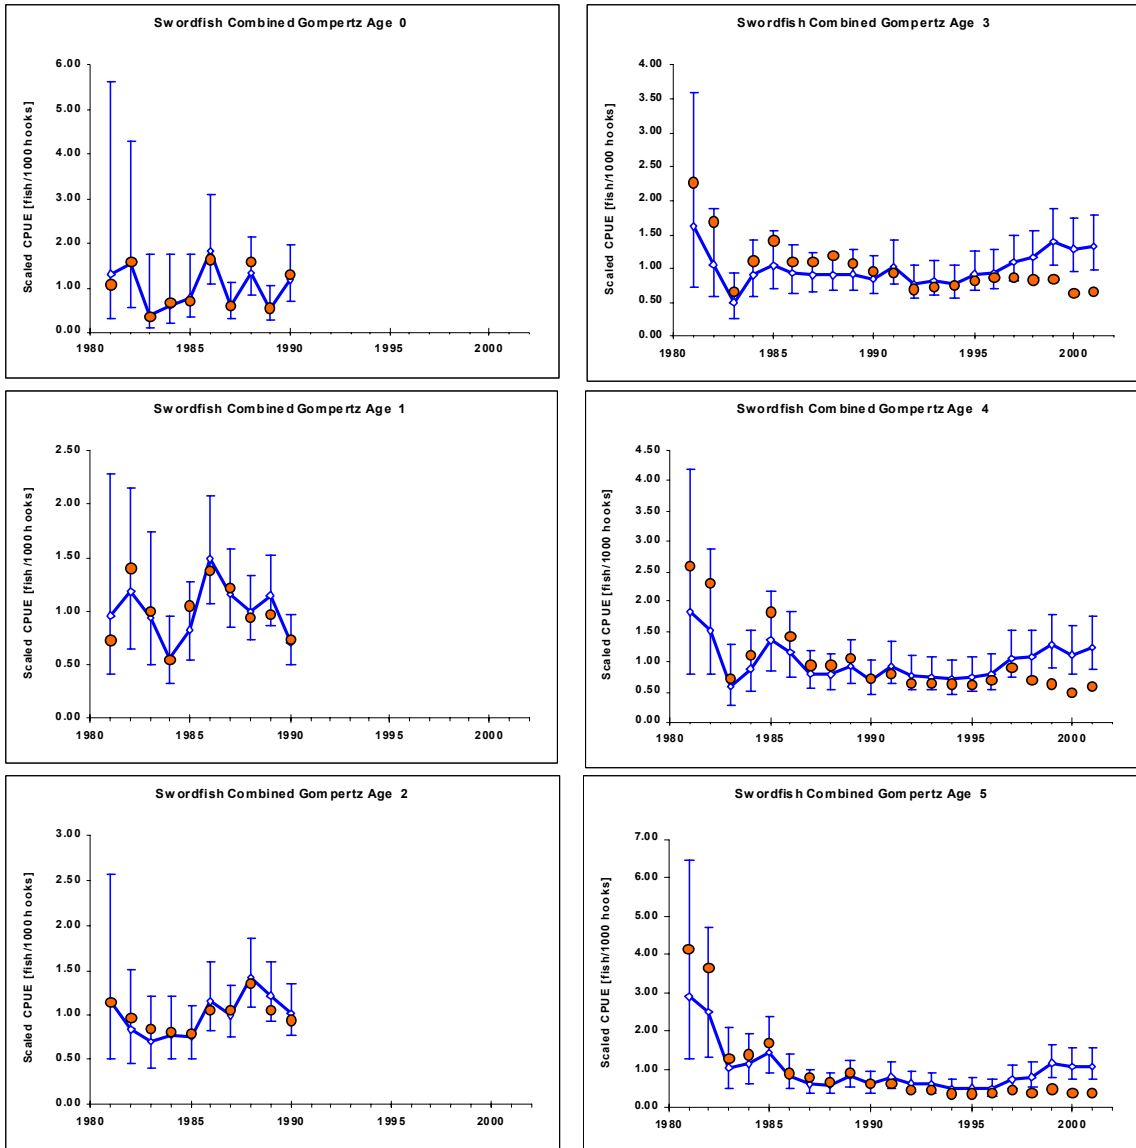 Swordfish Combined Gompertz Age 0
Scaled CPUE [fish/1000 hooks]
6.00
5.00
4.00
3.00
2.00
1.00
0.00
1980 1985 1990 1995 2000
Swordfish Combined Gompertz Age 3
Scaled CPUE [fish/1000 hooks]
4.00
3.50
3.00
2.50
2.00
1.50
1.00
0.50
0.00
1980 1985 1990 1995 2000
Swordfish Combined Gompertz Age 1
Scaled CPUE [fish/1000 hooks]
2.50
2.00
1.50
1.00
0.50
0.00
1980 1985 1990 1995 2000
Swordfish Combined Gompertz Age 4
Scaled CPUE [fish/1000 hooks]
4.50
4.00
3.50
3.00
2.50
2.00
1.50
1.00
0.50
0.00
1980 1985 1990 1995 2000
Swordfish Combined Gompertz Age 2
Scaled CPUE [fish/1000 hooks]
3.00
2.50
2.00
1.50
1.00
0.50
0.00
1980 1985 1990 1995 2000
Swordfish Combined Gompertz Age 5
Scaled CPUE [fish/1000 hooks]
7.00
6.00
5.00
4.00
3.00
2.00
1.00
0.00
1980 1985 1990 1995 2000